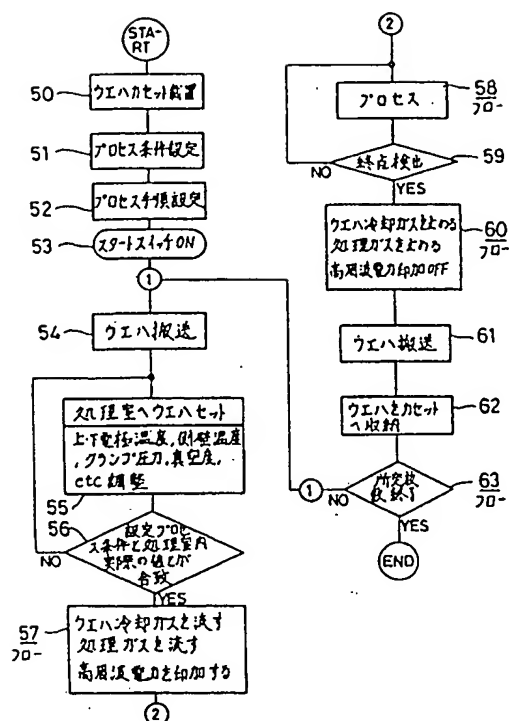 STA-
RT
50
ウエハカセット載置
51
プロセス条件設定
52
プロセス手順設定
53
スタートスイッチON
1
54
ウエハ搬送
処理室へウエハセット
上下電極温度,側壁温度
,クランプ圧力,真空度,
etc調整
55
56
設定プロセ
ス条件と処理室内
実際の値とが
合致
NO
YES
57
フロー
ウエハ冷却ガスを流す
処理ガスを流す
高周波電力を印加する
2
2
プロセス
58
フロー
終点検出
59
NO
YES
ウエハ冷却ガスを止める
処理ガスを止める
高周波電力印加OFF
60
フロー
ウエハ搬送
61
ウエハをカセット
へ収納
62
所定枚
数終了
63
フロー
1
NO
YES
END